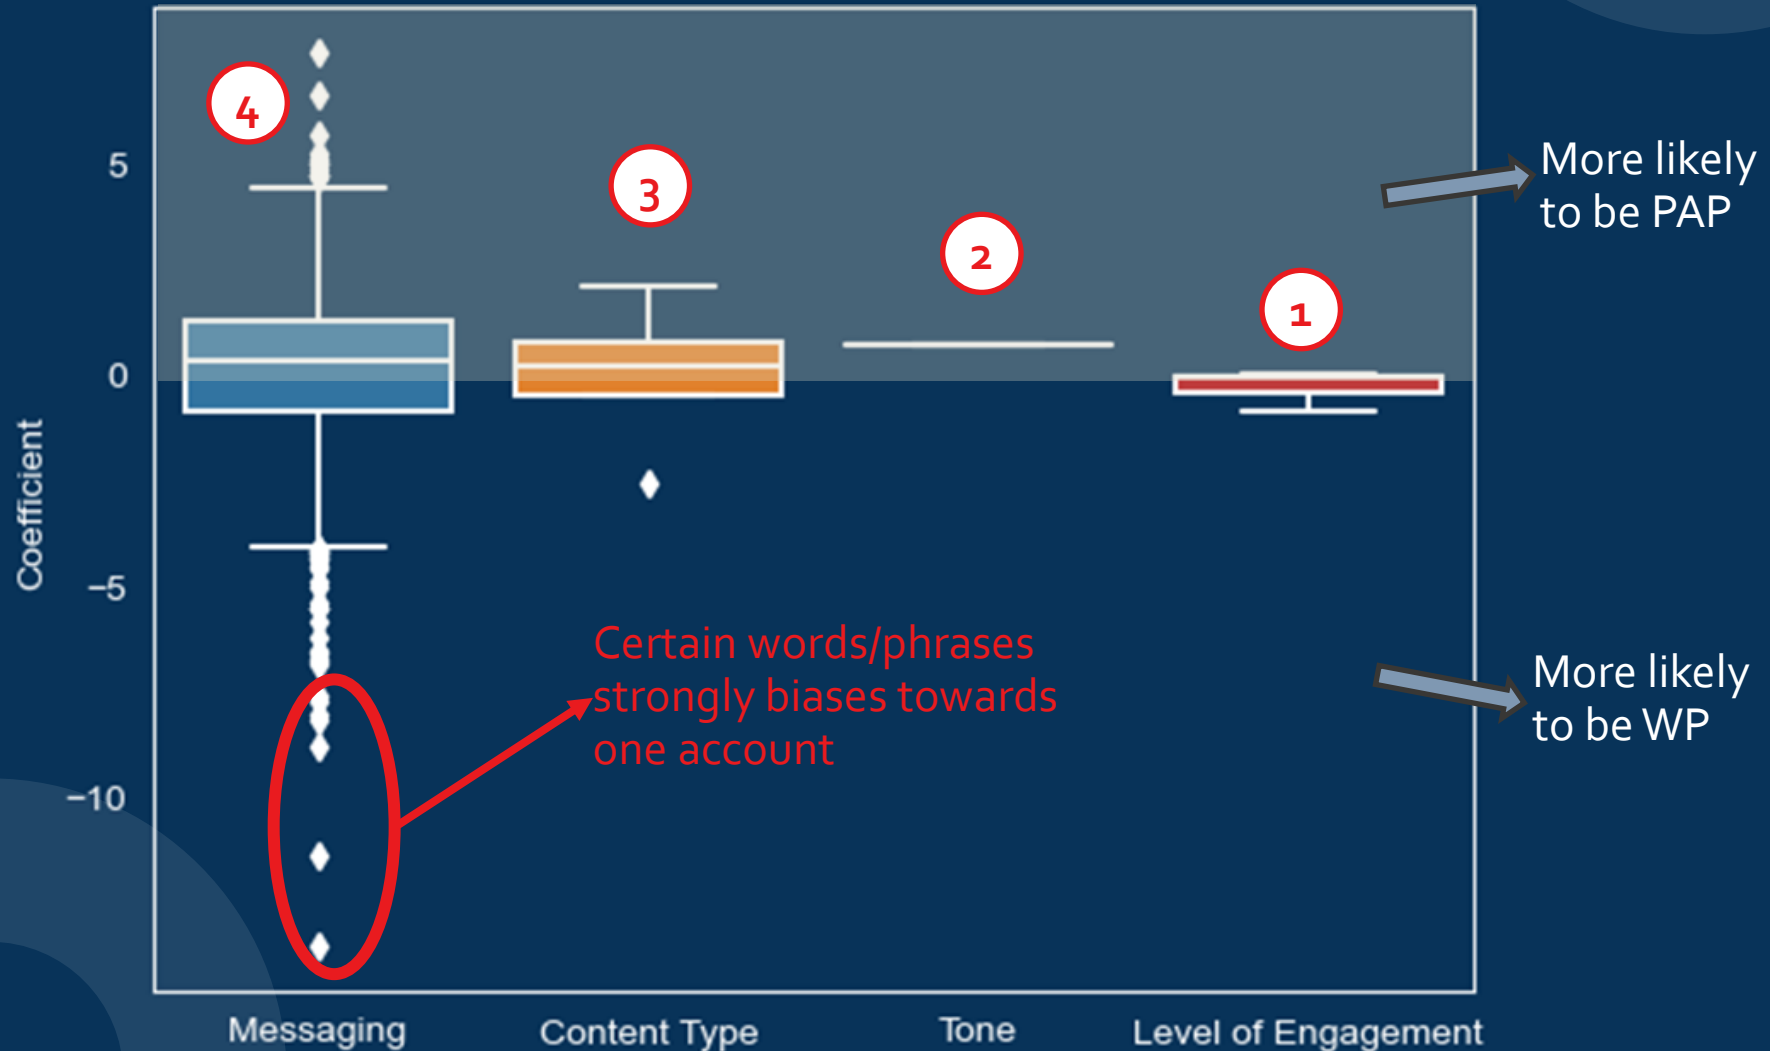 4
3
2
1
5
0
−5
−10
Coefficient
More likely
to be PAP
Certain words/phrases
strongly biases towards
one account
More likely
to be WP
Messaging
Content Type
Tone
Level of Engagement